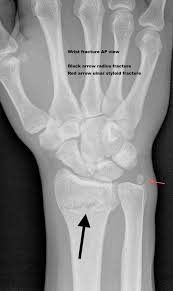 Wrist fracture AP view
Black arrow radius fracture
Red arrow ulnar styloid fracture